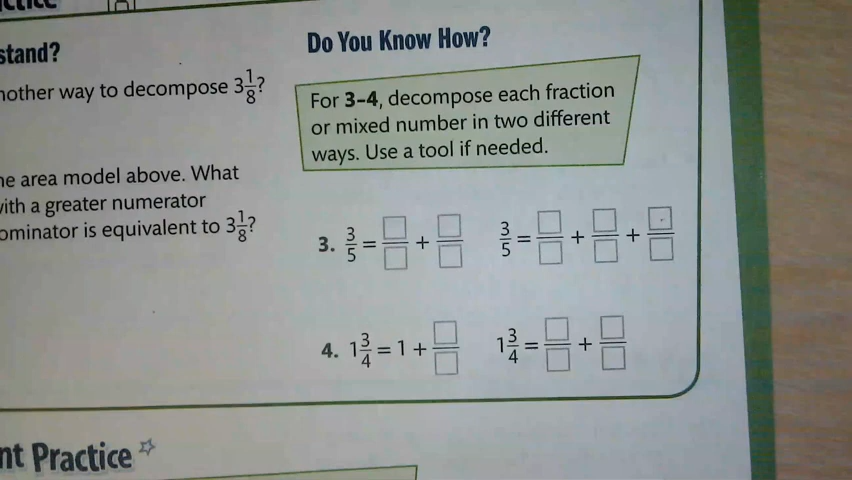 stand?
nother way to decompose 3 1/8?
ne area model above. What
with a greater numerator
ominator is equivalent to 3 1/8?
Do You Know How?
For 3–4, decompose each fraction
or mixed number in two different
ways. Use a tool if needed.
3. 3/5 = □/□ + □/□ 3/5 = □/□ + □/□ + □/□
4. 1 3/4 = 1 + □/□ 1 3/4 = □/□ + □/□
nt Practice